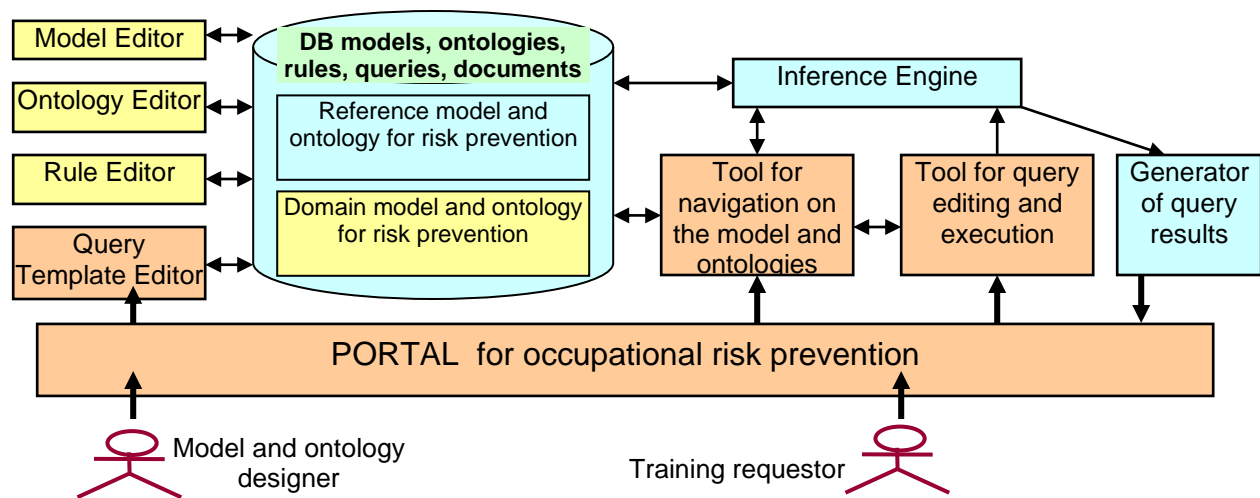 Model Editor
Ontology Editor
Rule Editor
Query
Template Editor
DB models, ontologies,
rules, queries, documents
Reference model and
ontology for risk prevention
Domain model and ontology
for risk prevention
Inference Engine
Tool for
navigation on
the model and
ontologies
Tool for query
editing and
execution
Generator
of query
results
PORTAL for occupational risk prevention
Model and ontology
designer
Training requestor